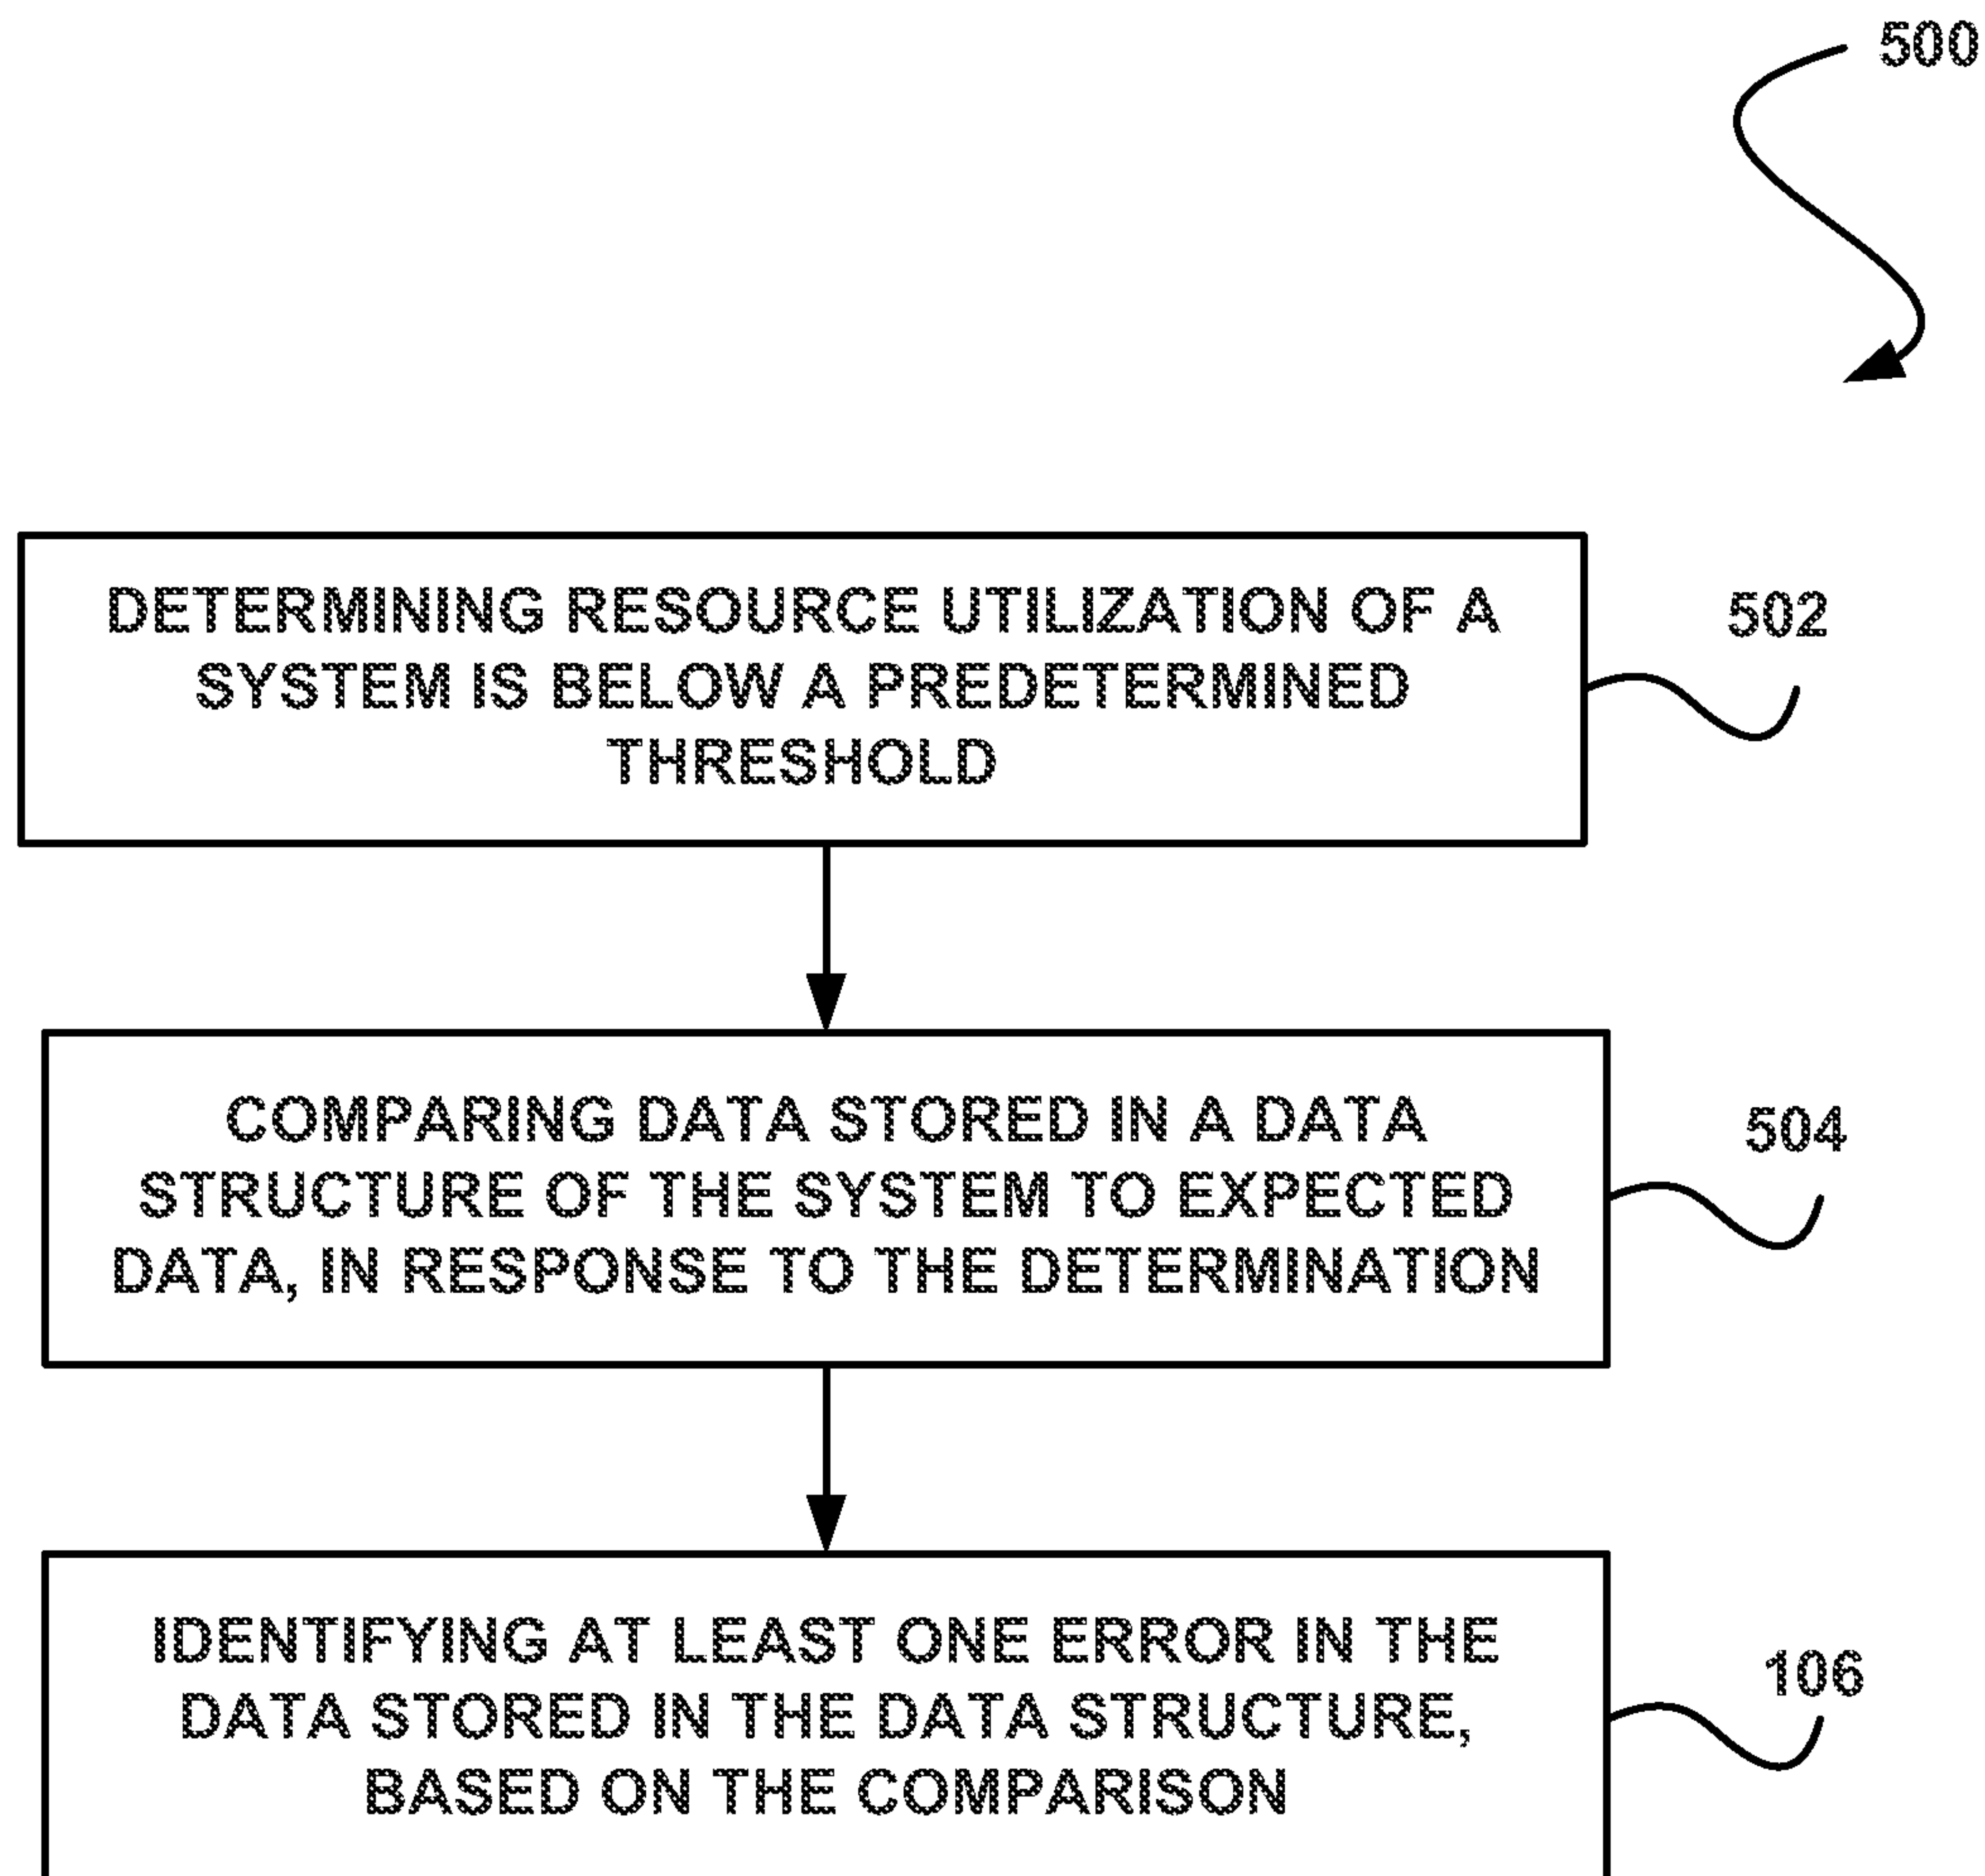 500
DETERMINING RESOURCE UTILIZATION OF A
SYSTEM IS BELOW A PREDETERMINED
THRESHOLD
502
COMPARING DATA STORED IN A DATA
STRUCTURE OF THE SYSTEM TO EXPECTED
DATA, IN RESPONSE TO THE DETERMINATION
504
IDENTIFYING AT LEAST ONE ERROR IN THE
DATA STORED IN THE DATA STRUCTURE,
BASED ON THE COMPARISON
106